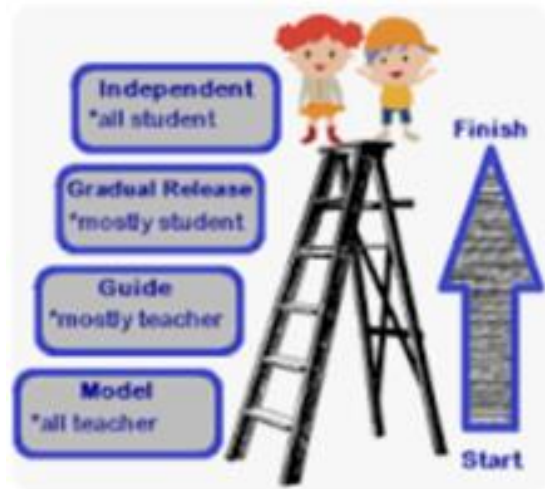 Independent
*all student
Finish
Gradual Release
*mostly student
Guide
*mostly teacher
Model
*all teacher
Start